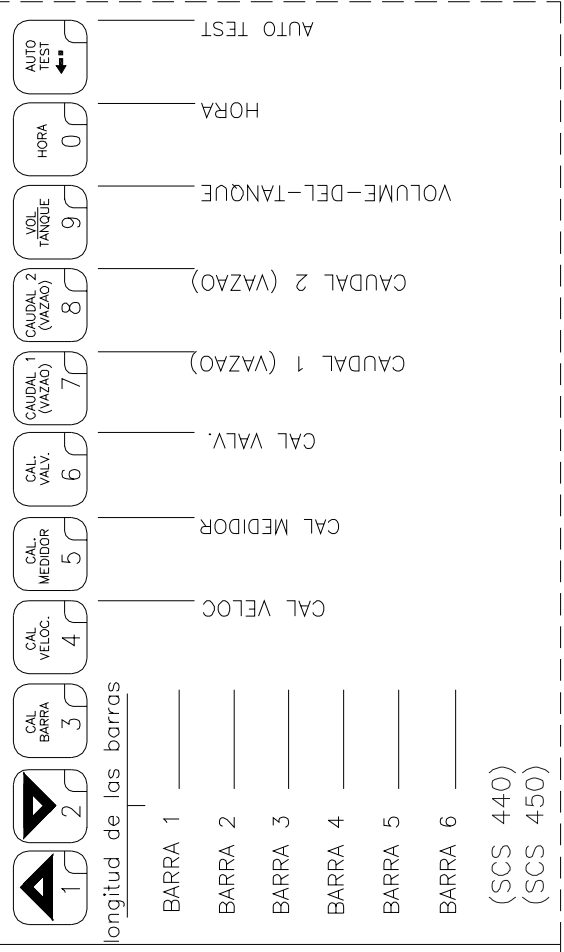 1
2
CAL
BARRA
3
CAL
VELOC.
4
CAL.
MEDIDOR
5
CAL.
VALV.
6
CAUDAL 1
(VAZAO)
7
CAUDAL 2
(VAZAO)
8
VOL
TANQUE
9
HORA
0
AUTO
TEST
longitud de las barras
BARRA 1
BARRA 2
BARRA 3
BARRA 4
BARRA 5
BARRA 6
(SCS 440)
(SCS 450)
CAL VELOC
CAL MEDIDOR
CAL VALV.
CAUDAL 1 (VAZAO)
CAUDAL 2 (VAZAO)
VOLUME-DEL-TANQUE
HORA
AUTO TEST